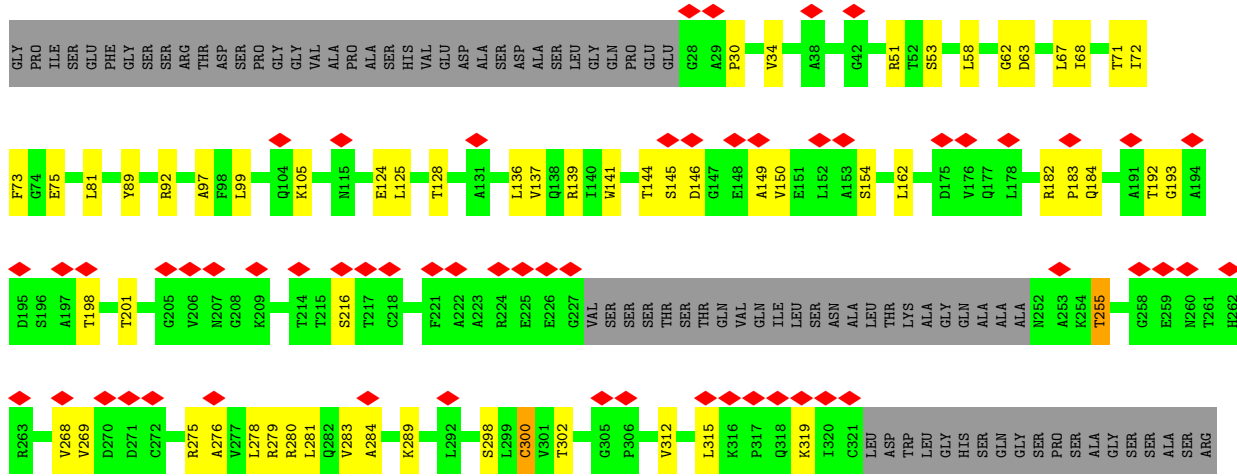 GLY PRO ILE SER GLU PHE GLY SER SER ARG THR ASP SER PRO GLY GLY VAL ALA PRO ALA SER HIS VAL GLU ASP ALA SER ASP ALA SER LEU GLY GLN PRO GLU GLU G28 A29 P30 V34 A38 G42 R51 T52 S53 L58 G62 D63 L67 I68 T71 I72
F73 G74 E75 L81 Y89 R92 A97 F98 L99 Q104 K105 N115 E124 L125 T128 A131 L136 V137 Q138 R139 I140 W141 T144 S145 D146 G147 E148 A149 V150 E151 L152 A153 S154 L162 D175 V176 Q177 L178 R182 P183 Q184 A191 T192 G193 A194
D195 S196 A197 T198 T201 G205 V206 N207 G208 K209 T214 T215 S216 T217 C218 F221 A222 A223 R224 E225 E226 G227 VAL SER SER SER THR SER THR GLN VAL GLN ILE LEU SER ASN ALA LEU THR LYS ALA GLY GLN ALA ALA ALA N252 A253 K254 T255 G258 E259 N260 T261 H262
R263 V268 V269 D270 D271 C272 R275 A276 V277 L278 R279 R280 L281 Q282 V283 A284 K289 L292 S298 L299 C300 V301 T302 G305 P306 V312 L315 K316 P317 Q318 K319 I320 C321 LEU ASP TRP LEU GLY HIS SER GLN GLY SER PRO SER ALA GLY SER SER ALA SER ARG